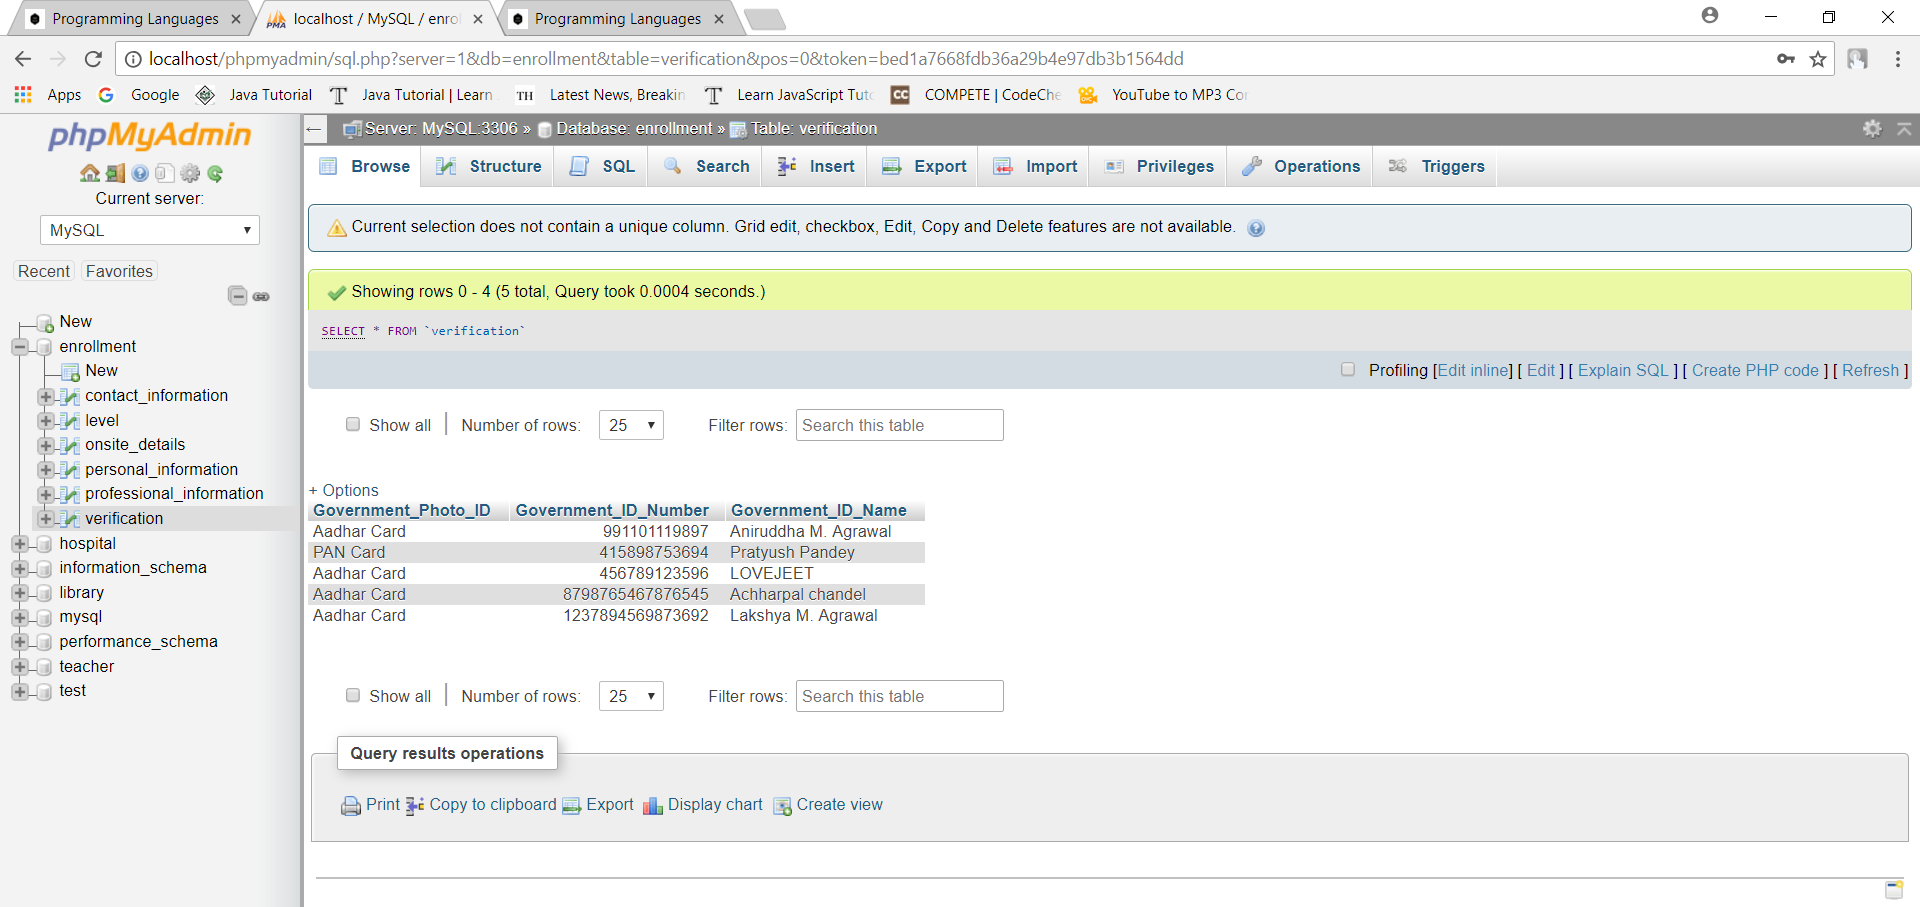 Programming Languages
localhost / MySQL / enrol
Programming Languages
localhost/phpmyadmin/sql.php?server=1&db=enrollment&table=verification&pos=0&token=bed1a7668fdb36a29b4e97db3b1564dd
Apps Google Java Tutorial Java Tutorial | Learn TH Latest News, Breakin Learn JavaScript Tuto CC COMPETE | CodeChe YouTube to MP3 Con
phpMyAdmin
Current server:
MySQL
Recent Favorites
New
enrollment
New
contact_information
level
onsite_details
personal_information
professional_information
verification
hospital
information_schema
library
mysql
performance_schema
teacher
test
Server: MySQL:3306 » Database: enrollment » Table: verification
Browse Structure SQL Search Insert Export Import Privileges Operations Triggers
Current selection does not contain a unique column. Grid edit, checkbox, Edit, Copy and Delete features are not available.
Showing rows 0 - 4 (5 total, Query took 0.0004 seconds.)
SELECT * FROM `verification`
Profiling [Edit inline] [ Edit ] [ Explain SQL ] [ Create PHP code ] [ Refresh ]
Show all | Number of rows: 25 Filter rows: Search this table
+ Options
Government_Photo_ID Government_ID_Number Government_ID_Name
Aadhar Card 991101119897 Aniruddha M. Agrawal
PAN Card 415898753694 Pratyush Pandey
Aadhar Card 456789123596 LOVEJEET
Aadhar Card 8798765467876545 Achharpal chandel
Aadhar Card 1237894569873692 Lakshya M. Agrawal
Show all | Number of rows: 25 Filter rows: Search this table
Query results operations
Print Copy to clipboard Export Display chart Create view